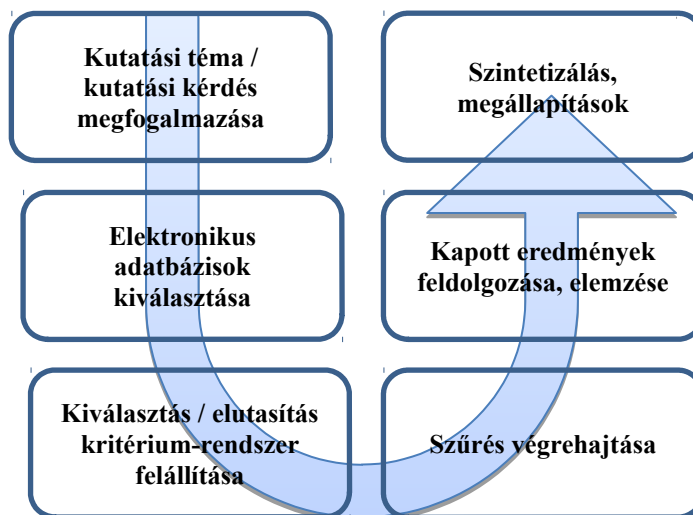 Kutatási téma /
kutatási kérdés
megfogalmazása
Elektronikus
adatbázisok
kiválasztása
Kiválasztás / elutasítás
kritérium-rendszer
felállítása
Szűrés végrehajtása
Kapott eredmények
feldolgozása, elemzése
Szintetizálás,
megállapítások